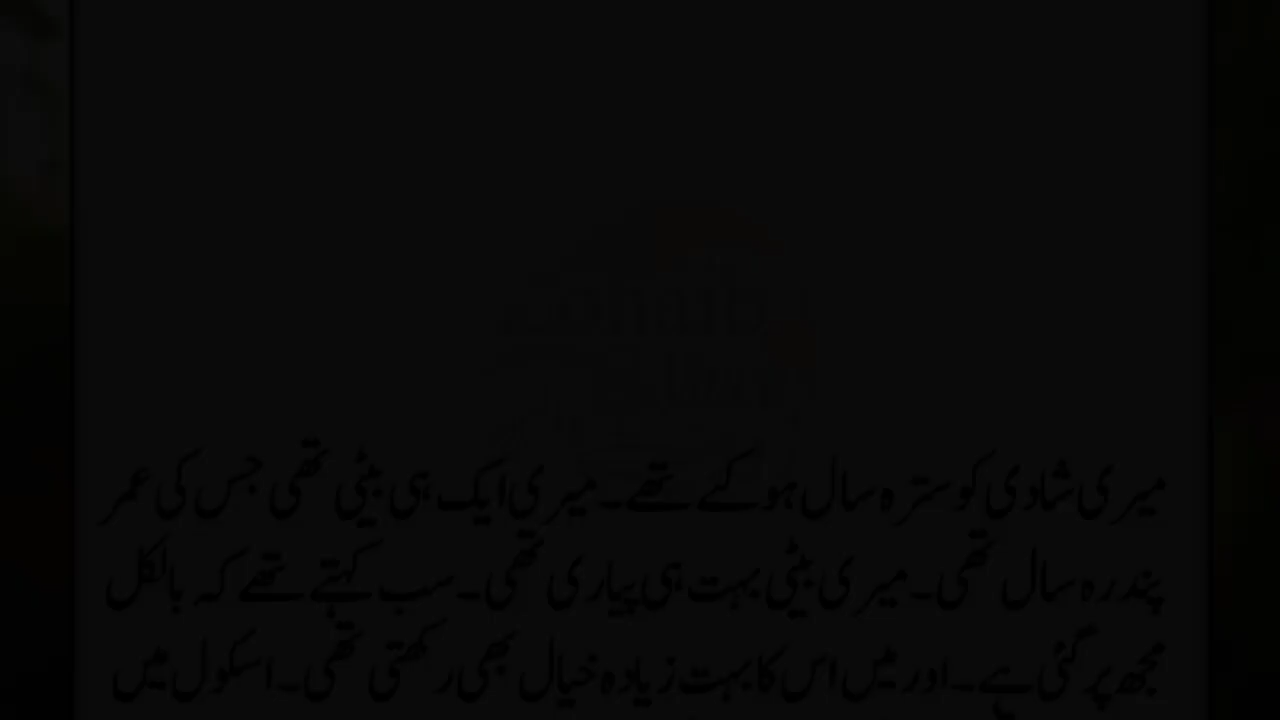 میری شادی کو سترہ سال ہو گئے تھے۔ میری ایک ہی بیٹی تھی جس کی عمر
پندرہ سال تھی۔ میری بیٹی بہت ہی پیاری تھی۔ سب کہتے تھے کہ بالکل
مجھ پر گئی ہے۔ اور میں اس کا بہت زیادہ خیال بھی رکھتی تھی۔ اسکول میں